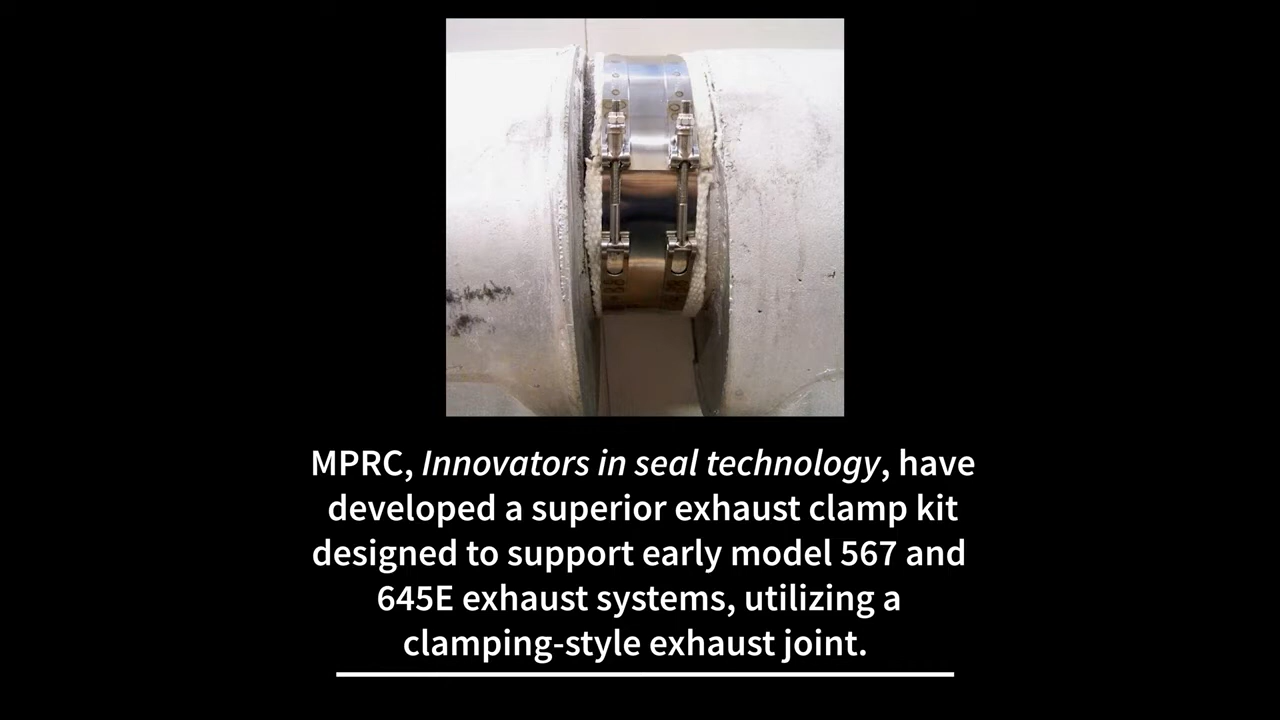 MPRC, Innovators in seal technology, have
developed a superior exhaust clamp kit
designed to support early model 567 and
645E exhaust systems, utilizing a
clamping-style exhaust joint.